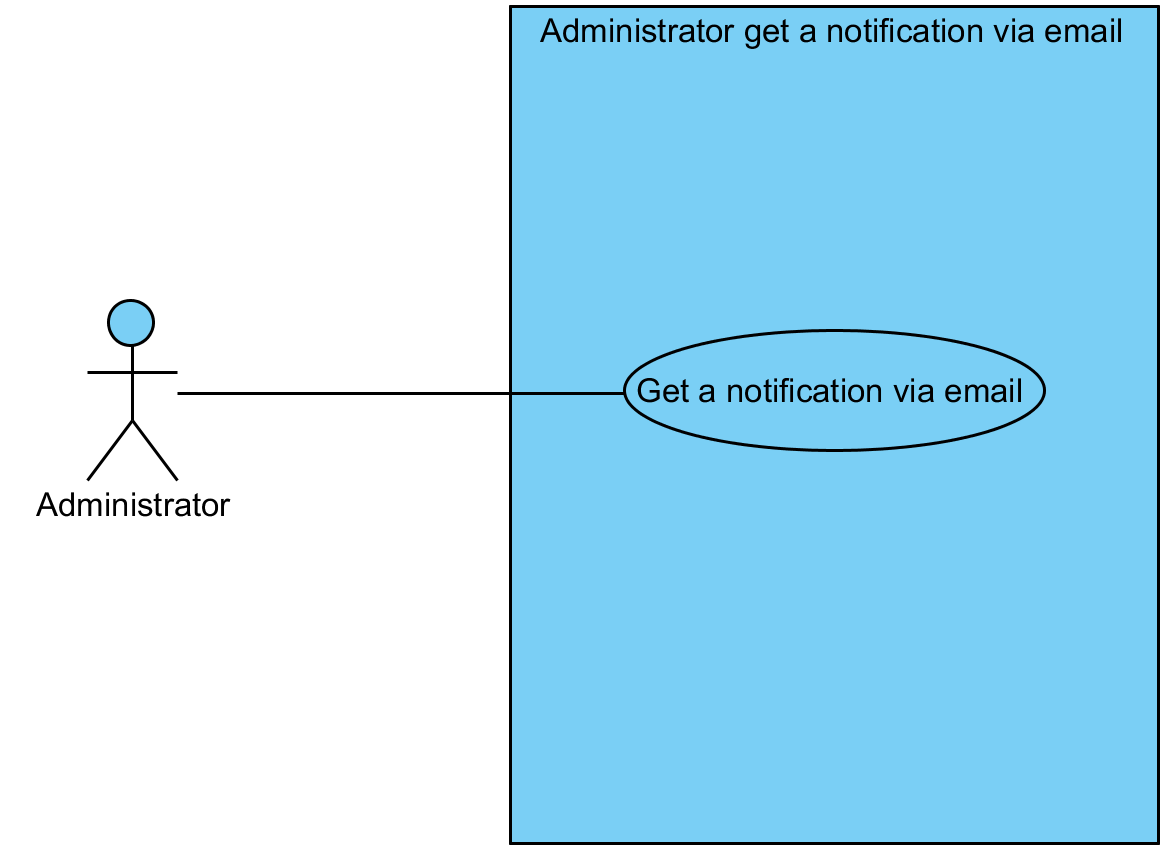 Administrator get a notification via email
Get a notification via email
Administrator